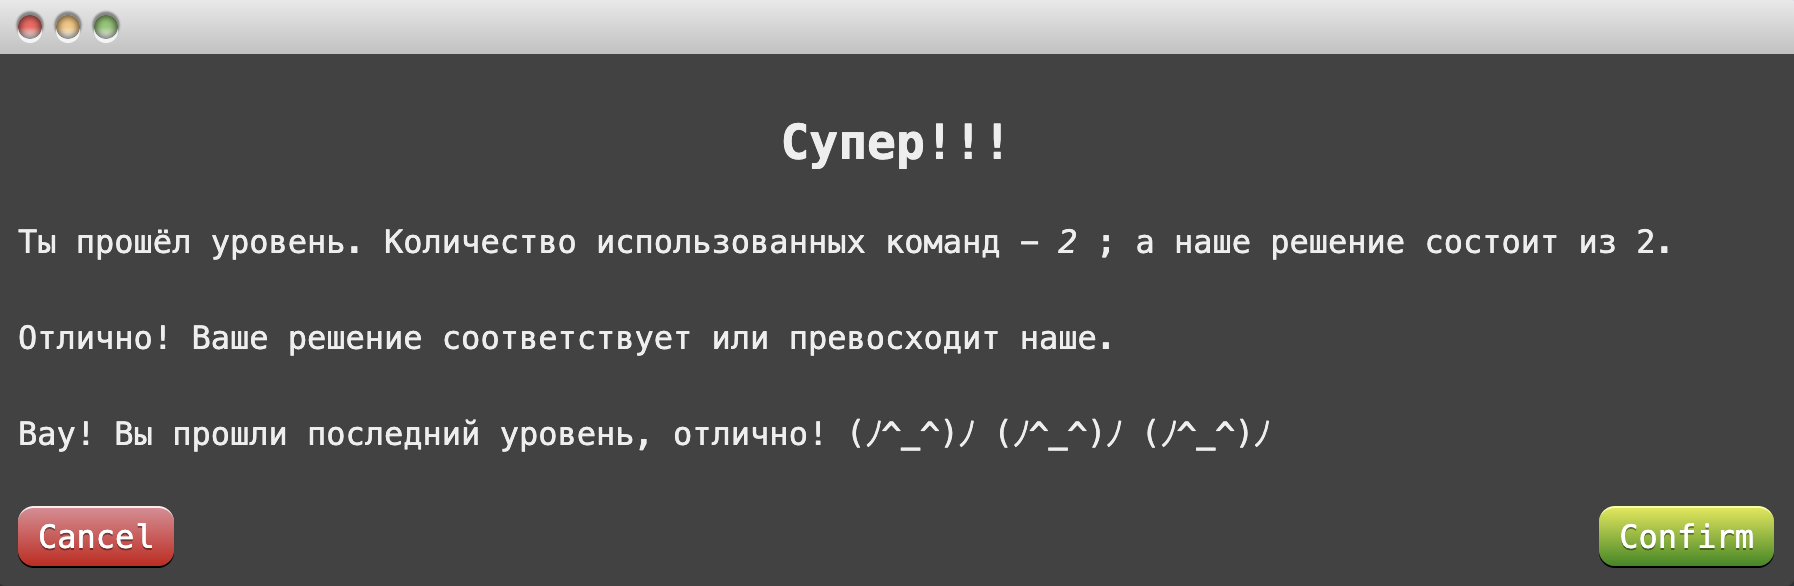 Супер!!!
Ты прошёл уровень. Количество использованных команд - 2 ; а наше решение состоит из 2.
Отлично! Ваше решение соответствует или превосходит наше.
Вау! Вы прошли последний уровень, отлично! (ﾉ^_^)ﾉ (ﾉ^_^)ﾉ (ﾉ^_^)ﾉ
Cancel
Confirm